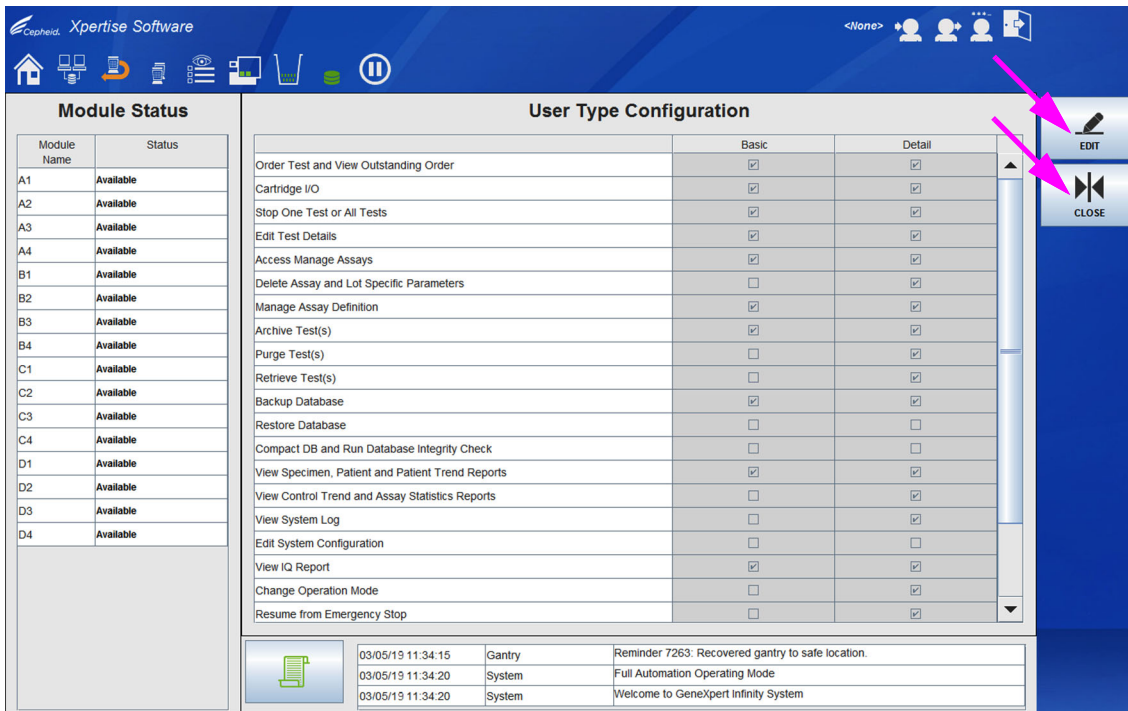 Cepheid. Xpertise Software
<None>
Module Status
User Type Configuration
Module Name
Status
Basic
Detail
A1 Available
A2 Available
A3 Available
A4 Available
B1 Available
B2 Available
B3 Available
B4 Available
C1 Available
C2 Available
C3 Available
C4 Available
D1 Available
D2 Available
D3 Available
D4 Available
Order Test and View Outstanding Order
Cartridge I/O
Stop One Test or All Tests
Edit Test Details
Access Manage Assays
Delete Assay and Lot Specific Parameters
Manage Assay Definition
Archive Test(s)
Purge Test(s)
Retrieve Test(s)
Backup Database
Restore Database
Compact DB and Run Database Integrity Check
View Specimen, Patient and Patient Trend Reports
View Control Trend and Assay Statistics Reports
View System Log
Edit System Configuration
View IQ Report
Change Operation Mode
Resume from Emergency Stop
EDIT
CLOSE
03/05/19 11:34:15 Gantry Reminder 7263: Recovered gantry to safe location.
03/05/19 11:34:20 System Full Automation Operating Mode
03/05/19 11:34:20 System Welcome to GeneXpert Infinity System